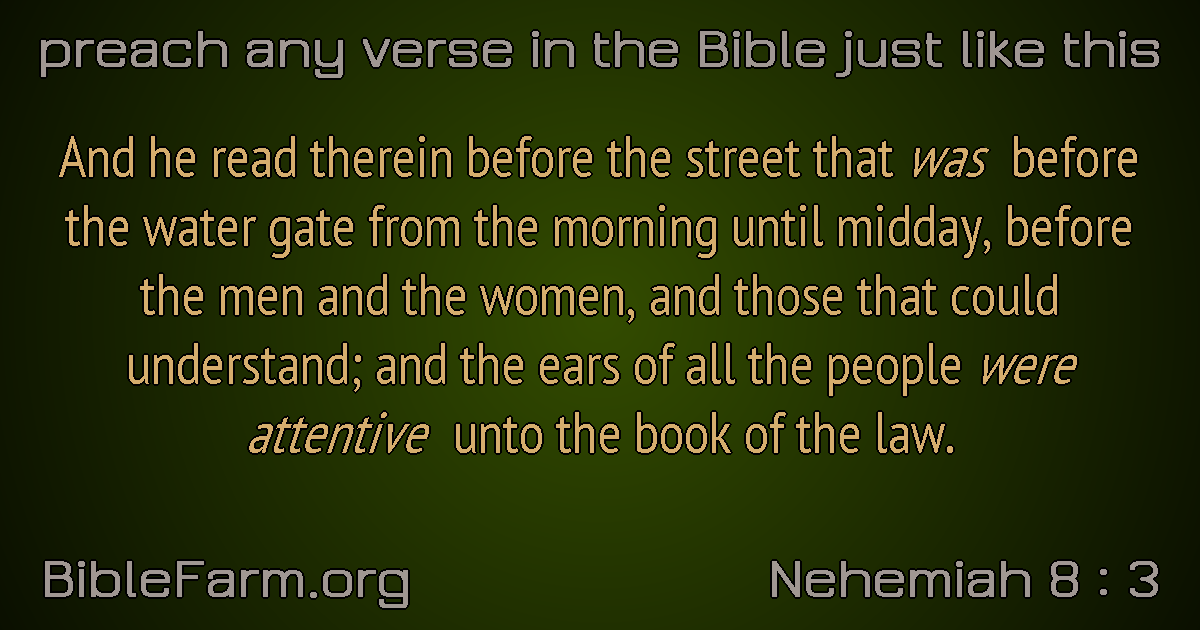 preach any verse in the Bible just like this
And he read therein before the street that was before
the water gate from the morning until midday, before
the men and the women, and those that could
understand; and the ears of all the people were
attentive unto the book of the law.
BibleFarm.org
Nehemiah 8 : 3